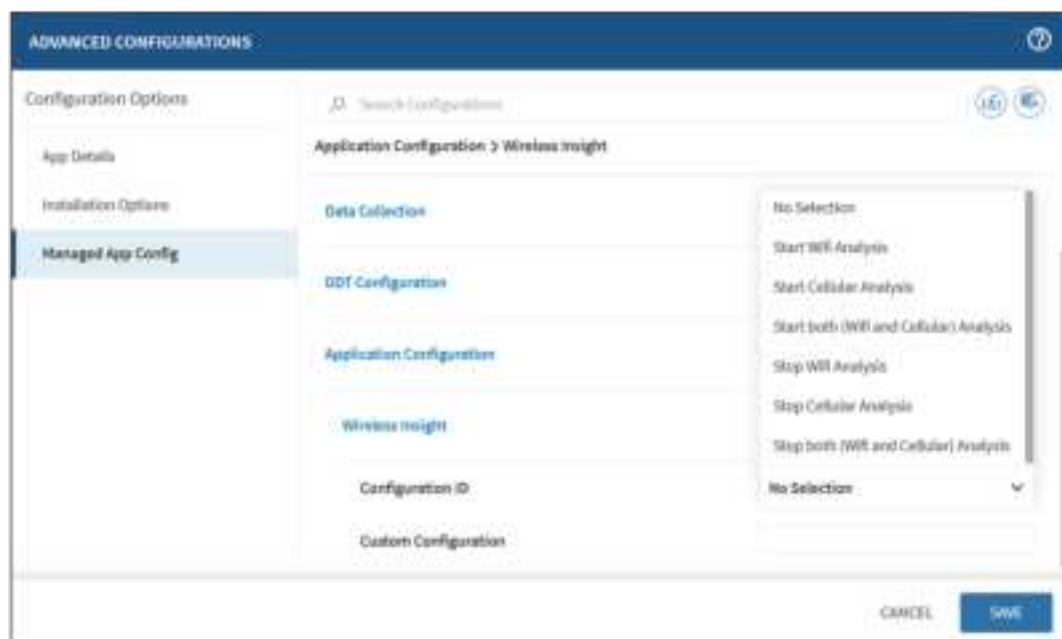 ADVANCED CONFIGURATIONS
Configuration Options
Search Configurations
App Details
Application Configuration > Wireless Insight
Installation Options
Data Collection
No Selection
Managed App Config
Start Wifi Analysis
DDT Configuration
Start Cellular Analysis
Start both (Wifi and Cellular) Analysis
Application Configuration
Stop Wifi Analysis
Stop Cellular Analysis
Wireless Insight
Stop both (Wifi and Cellular) Analysis
Configuration ID
No Selection
Custom Configuration
CANCEL
SAVE